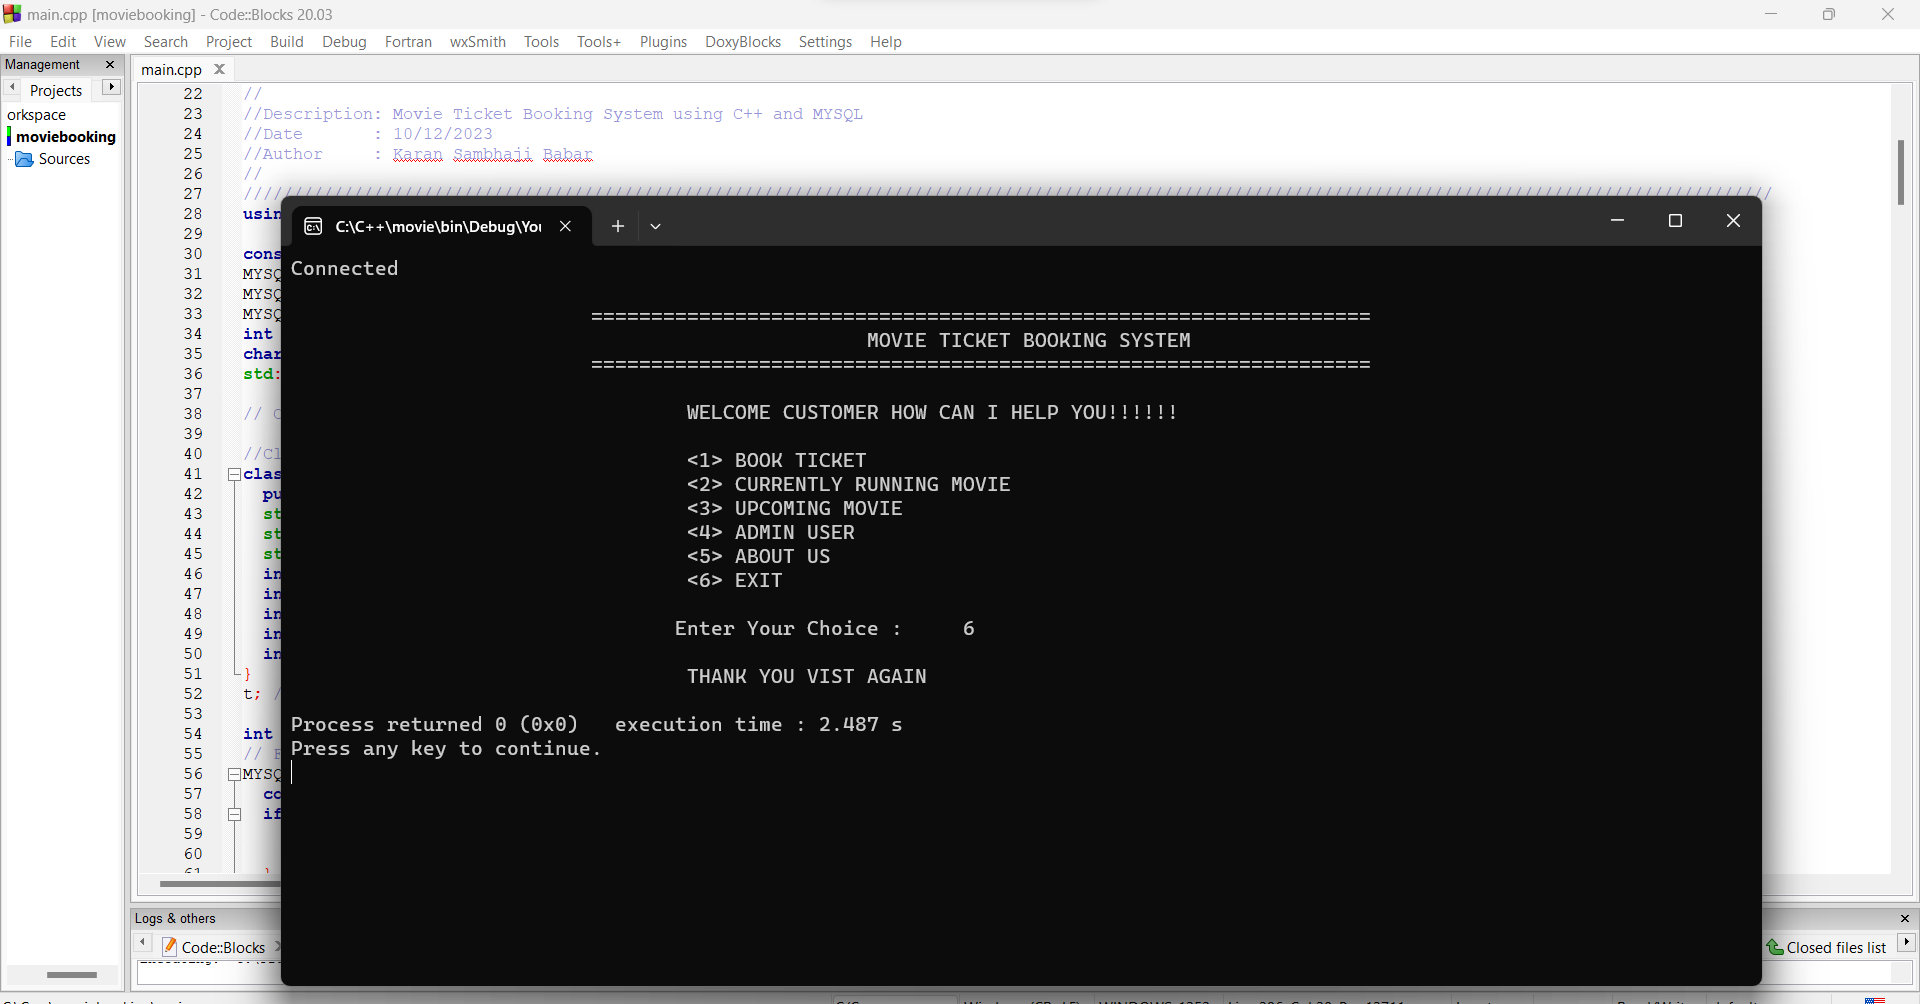 main.cpp [moviebooking] - Code::Blocks 20.03
File Edit View Search Project Build Debug Fortran wxSmith Tools Tools+ Plugins DoxyBlocks Settings Help
Management
main.cpp
Projects
orkspace
moviebooking
Sources
22 //
23 //Description: Movie Ticket Booking System using C++ and MYSQL
24 //Date : 10/12/2023
25 //Author : Karan Sambhaji Babar
26 //
27
28 usin
29
30 cons
31 MYSQ
32 MYSQ
33 MYSQ
34 int
35 char
36 std:
37
38 // C
39
40 //Cl
41 clas
42 pu
43 st
44 st
45 st
46 in
47 in
48 in
49 in
50 in
51 }
52 t; /
53
54 int
55 // F
56 MYSQ
57 co
58 if
59
60
61 }
C:\C++\movie\bin\Debug\You
Connected
=================================================================
MOVIE TICKET BOOKING SYSTEM
=================================================================
WELCOME CUSTOMER HOW CAN I HELP YOU!!!!!!
<1> BOOK TICKET
<2> CURRENTLY RUNNING MOVIE
<3> UPCOMING MOVIE
<4> ADMIN USER
<5> ABOUT US
<6> EXIT
Enter Your Choice : 6
THANK YOU VIST AGAIN
Process returned 0 (0x0) execution time : 2.487 s
Press any key to continue.
Logs & others
Code::Blocks
Closed files list